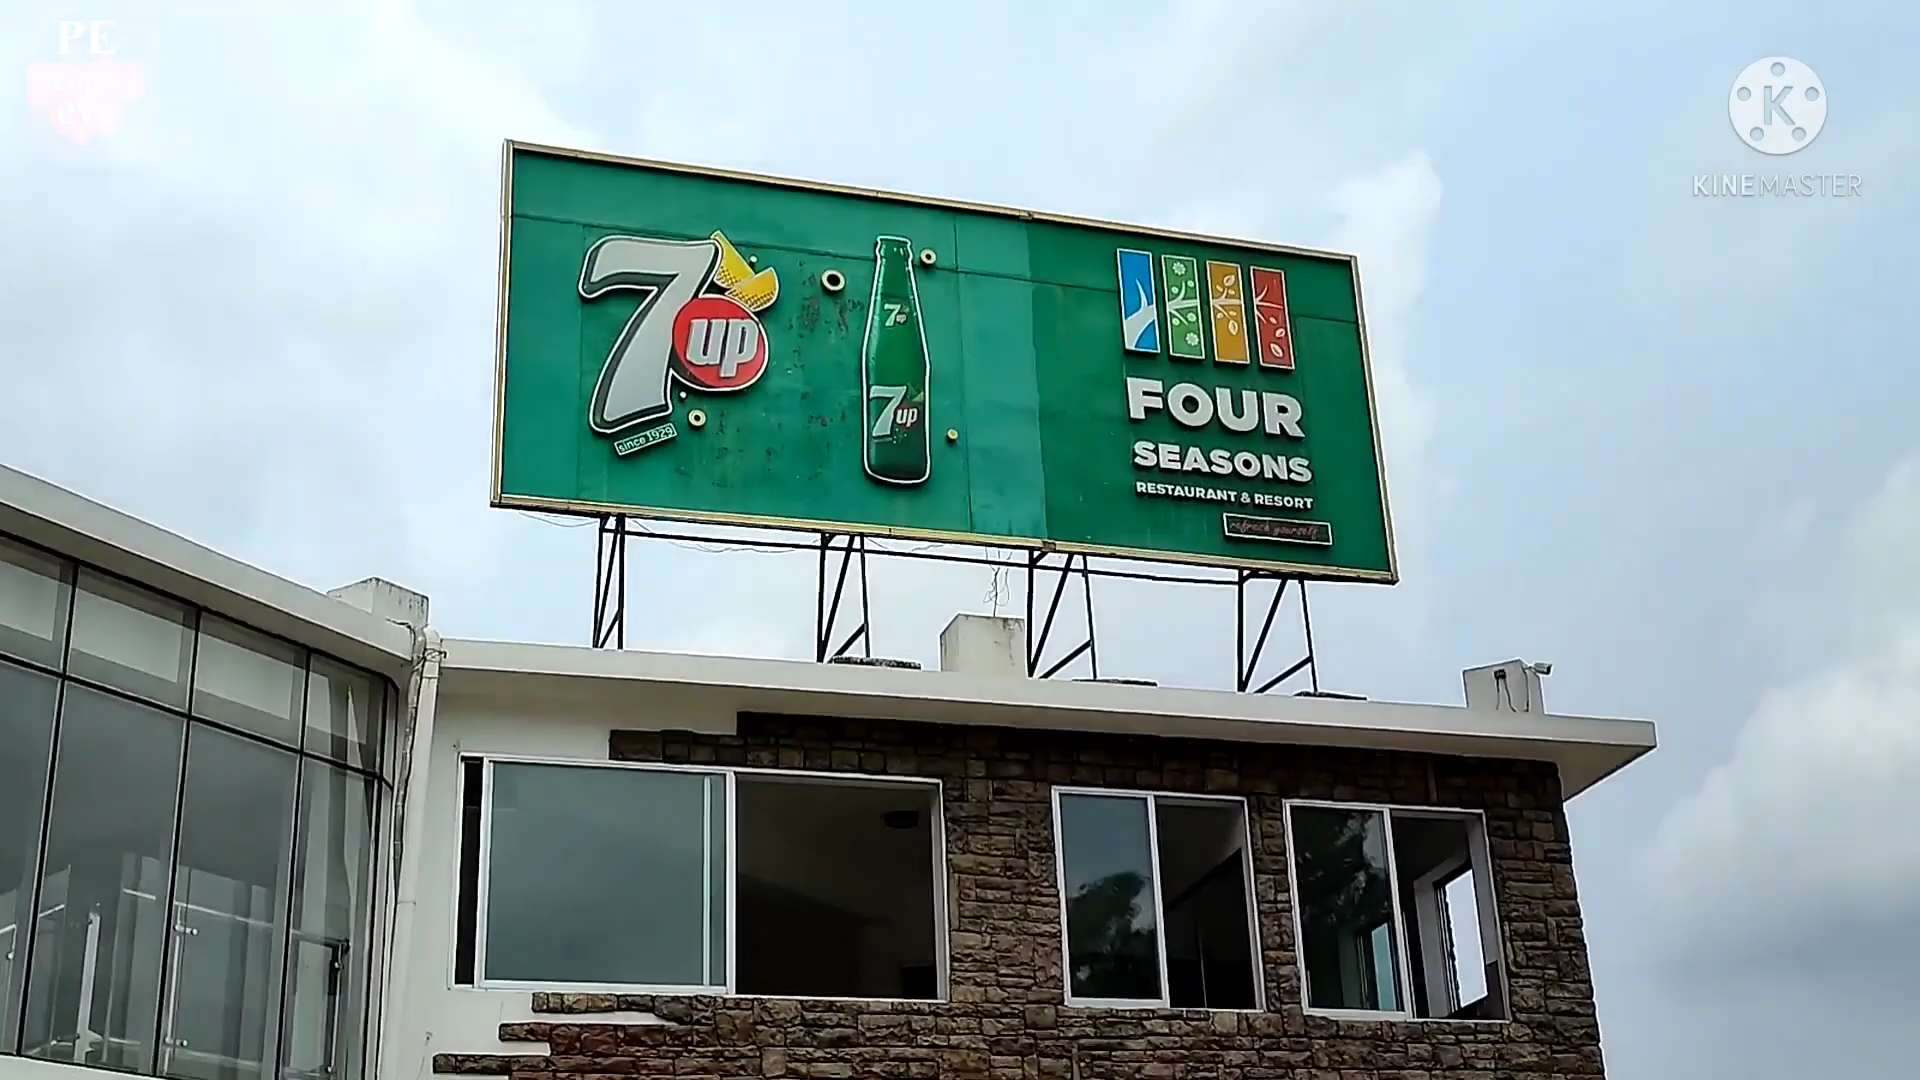 PE
KINEMASTER
7up
since 1929
7up
7up
FOUR
SEASONS
RESTAURANT & RESORT
refresh yourself...